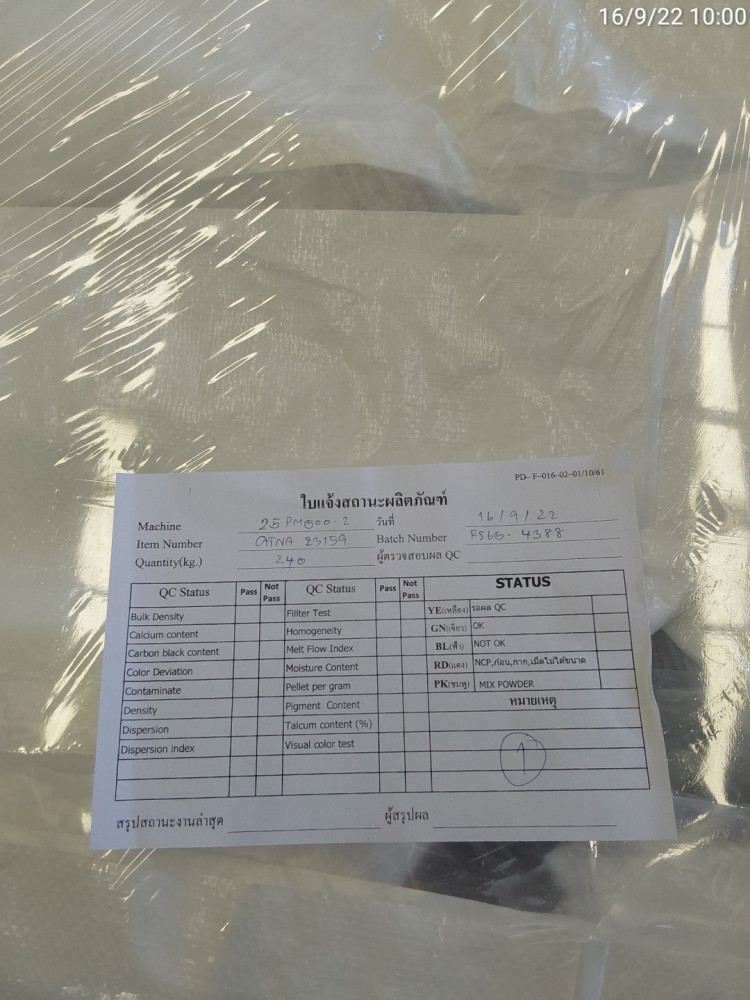 16/9/22 10:00
PD- F-016-02-01/10/61
ใบแจ้งสถานะผลิตภัณฑ์
Machine 25 PM600-2 วันที่ 16/9/22
Item Number 23159 Batch Number 4388
Quantity(kg.) 240 ผู้ตรวจสอบผล QC
QC Status Pass Not Pass QC Status Pass Not Pass STATUS
Bulk Density Fillter Test YE(เหลือง) รอผล QC
Calcium content Homogeneity GN(เขียว) OK
Carbon black content Melt Flow Index BL(ฟ้า) NOT OK
Color Deviation Moisture Content RD(แดง) NCP,ก้อน,กาก,เม็ดไม่ได้ขนาด
Contaminate Pellet per gram PK(ชมพู) MIX POWDER
Density Pigment Content หมายเหตุ
Dispersion Talcum content (%)
Dispersion index Visual color test
1
สรุปสถานะงานล่าสุด ผู้สรุปผล